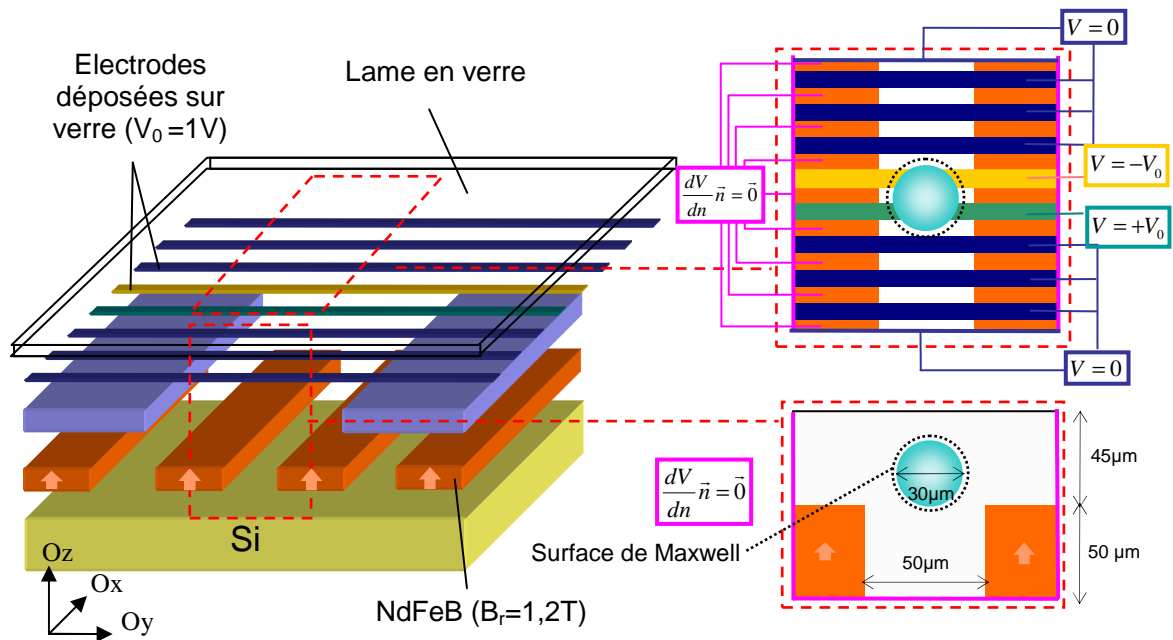 Electrodes
déposées sur
verre (V₀ =1V)
Lame en verre
Si
Oz
Ox
Oy
NdFeB (Bᵣ=1,2T)
V = 0
V = −V₀
dV/dn n⃗ = 0⃗
V = +V₀
V = 0
45µm
30µm
dV/dn n⃗ = 0⃗
Surface de Maxwell
50µm
50 µm